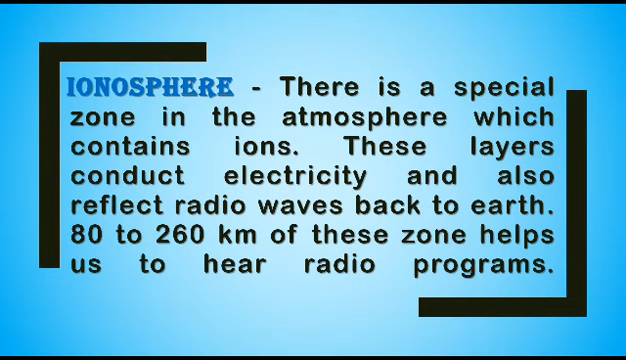 IONOSPHERE - There is a special
zone in the atmosphere which
contains ions. These layers
conduct electricity and also
reflect radio waves back to earth.
80 to 260 km of these zone helps
us to hear radio programs.